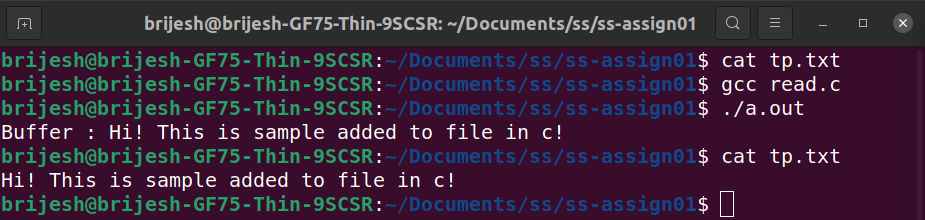 brijesh@brijesh-GF75-Thin-9SCSR: ~/Documents/ss/ss-assign01
brijesh@brijesh-GF75-Thin-9SCSR:~/Documents/ss/ss-assign01$ cat tp.txt
brijesh@brijesh-GF75-Thin-9SCSR:~/Documents/ss/ss-assign01$ gcc read.c
brijesh@brijesh-GF75-Thin-9SCSR:~/Documents/ss/ss-assign01$ ./a.out
Buffer : Hi! This is sample added to file in c!
brijesh@brijesh-GF75-Thin-9SCSR:~/Documents/ss/ss-assign01$ cat tp.txt
Hi! This is sample added to file in c!
brijesh@brijesh-GF75-Thin-9SCSR:~/Documents/ss/ss-assign01$